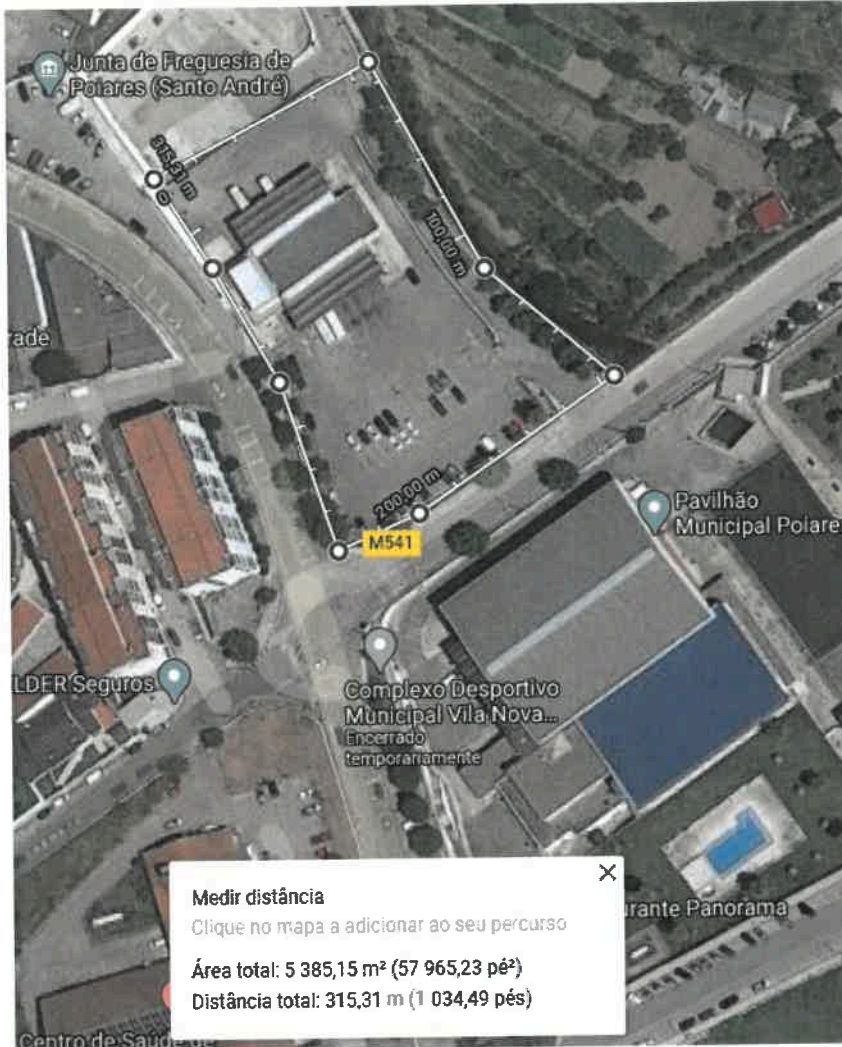 Junta de Freguesia de
Poiares (Santo André)
315,31 m
100,00 m
rade
200,00 m
M541
Pavilhão
Municipal Poiare
LDER Seguros
Complexo Desportivo
Municipal Vila Nova...
Encerrado
temporariamente
Medir distância
Clique no mapa a adicionar ao seu percurso
urante Panorama
Área total: 5 385,15 m² (57 965,23 pé²)
Distância total: 315,31 m (1 034,49 pés)
Centro de Saúde de